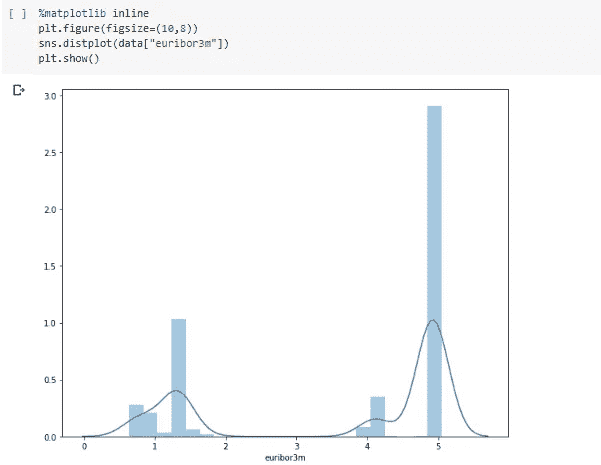 [ ] %matplotlib inline
plt.figure(figsize=(10,8))
sns.distplot(data["euribor3m"])
plt.show()
3.0
2.5
2.0
1.5
1.0
0.5
0.0
0 1 2 3 4 5
euribor3m